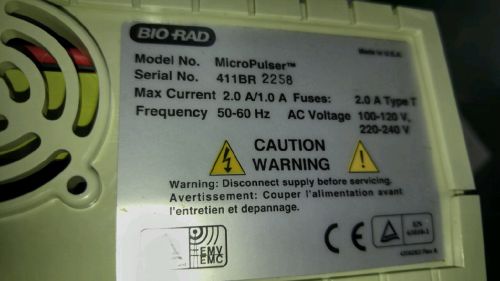 BIO-RAD
Model No. MicroPulser™
Made in U.S.A.
Serial No. 411BR 2258
Max Current 2.0 A/1.0 A Fuses: 2.0 A Type T
Frequency 50-60 Hz AC Voltage 100-120 V,
220-240 V
CAUTION
WARNING
Warning: Disconnect supply before servicing.
Avertissement: Couper l'alimentation avant
l'entretien et depannage.
EMV
EMC
CE